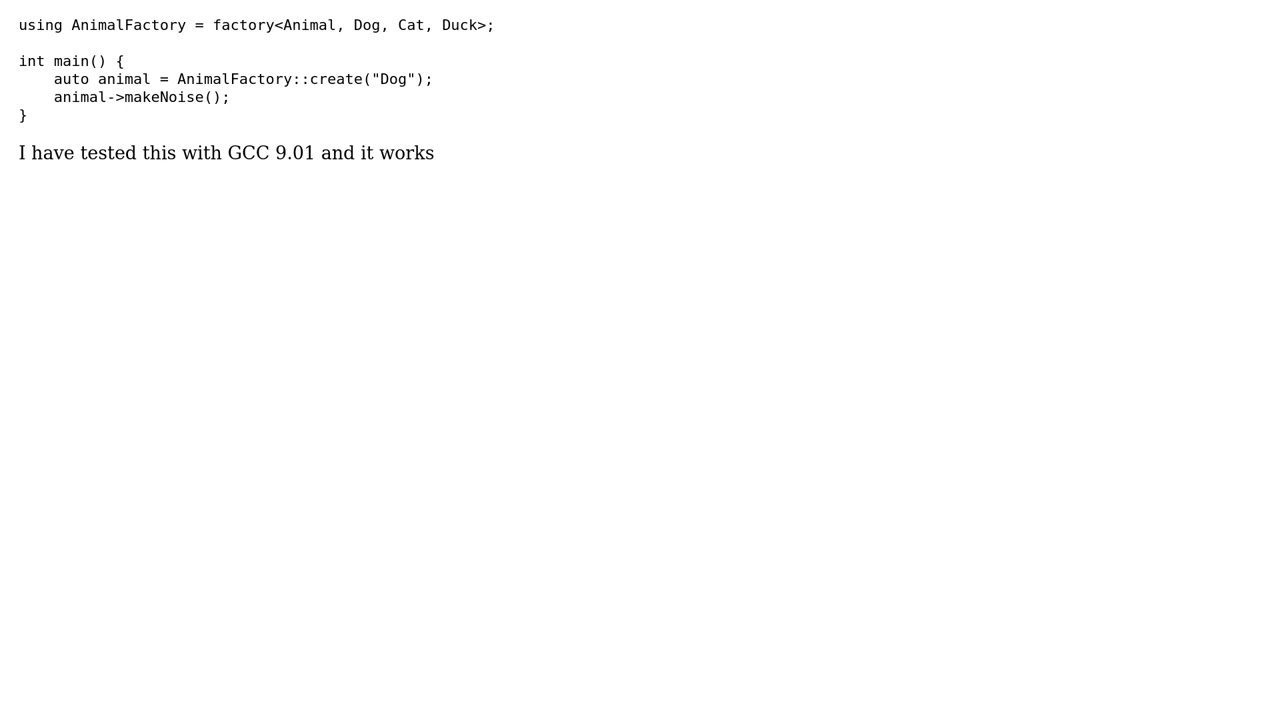 using AnimalFactory = factory<Animal, Dog, Cat, Duck>;
int main() {
    auto animal = AnimalFactory::create("Dog");
    animal->makeNoise();
}
I have tested this with GCC 9.01 and it works